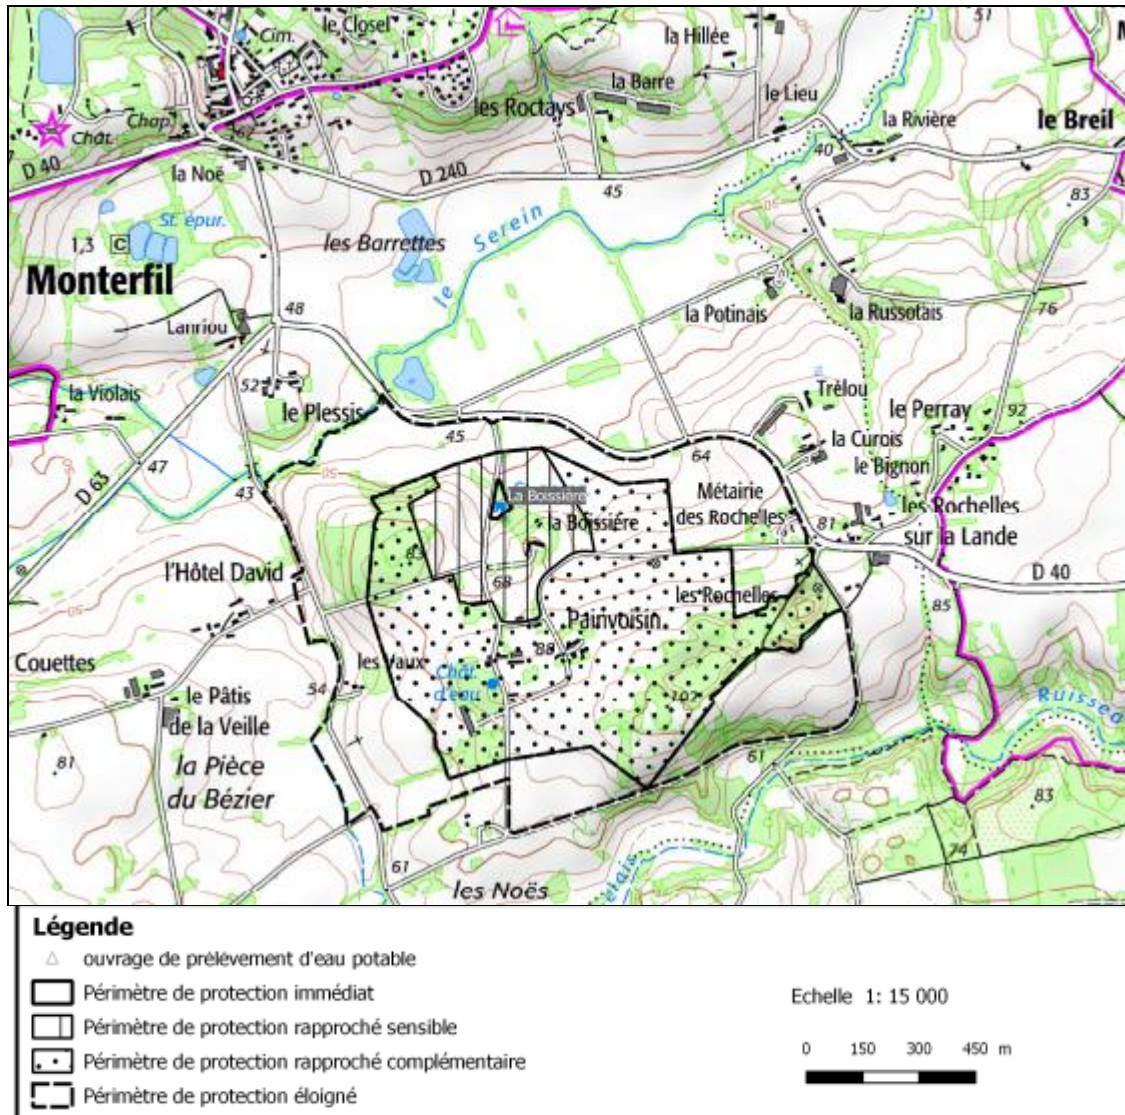 le Closel
Cim.
la Hillée
51
la Barre
les Roctays
le Lieu
Chap.
Chât.
la Rivière
le Breil
40
D 40
la Noë
D 240
45
83
St. épur.
1,3 C
les Barrettes
le Serein
Monterfil
48
la Potinais
la Russotais
76
Lanriou
la Violais
52
le Plessis
Trélou
le Perray
92
45
64
la Curois
le Bignon
47
D 63
43
La Boissière
Métairie
des Rochelles
la Boissière
81
les Rochelles
sur la Lande
83
l'Hôtel David
68
D 40
les Rochelles
Painvoisin
85
Couettes
les Vaux
Chât.
d'eau
88
54
le Pâtis
de la Veille
107
Ruissea
81
la Pièce
du Bézier
61
83
74
61
les Noës
elais
Légende
ouvrage de prélèvement d'eau potable
Périmètre de protection immédiat
Périmètre de protection rapproché sensible
Périmètre de protection rapproché complémentaire
Périmètre de protection éloigné
Echelle 1: 15 000
0 150 300 450 m